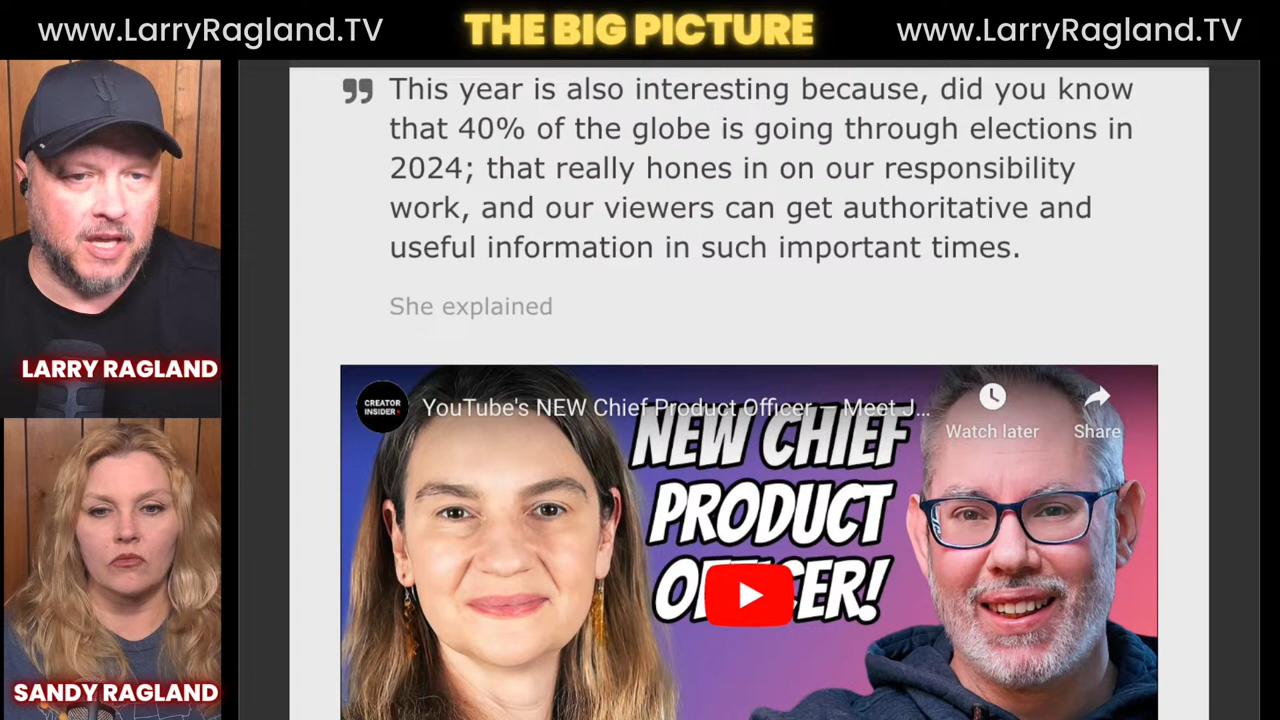 www.LarryRagland.TV
THE BIG PICTURE
www.LarryRagland.TV
This year is also interesting because, did you know
that 40% of the globe is going through elections in
2024; that really hones in on our responsibility
work, and our viewers can get authoritative and
useful information in such important times.
She explained
LARRY RAGLAND
SANDY RAGLAND
CREATOR
INSIDER
YouTube's NEW Chief Product Officer — Meet J...
Watch later
Share
NEW CHIEF
PRODUCT